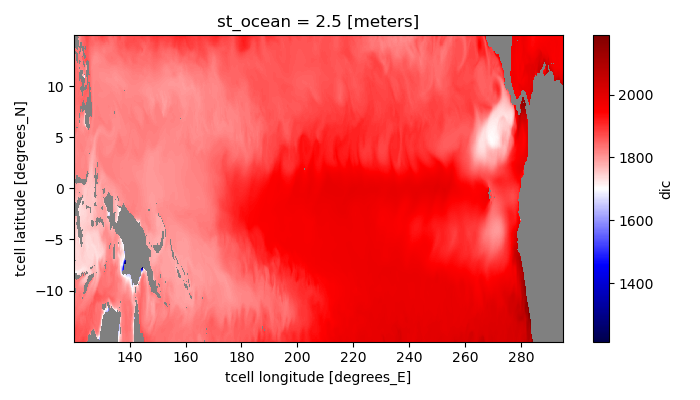 st_ocean = 2.5 [meters]
10
5
0
−5
−10
tcell latitude [degrees_N]
140 160 180 200 220 240 260 280
tcell longitude [degrees_E]
2000
1800
1600
1400
dic